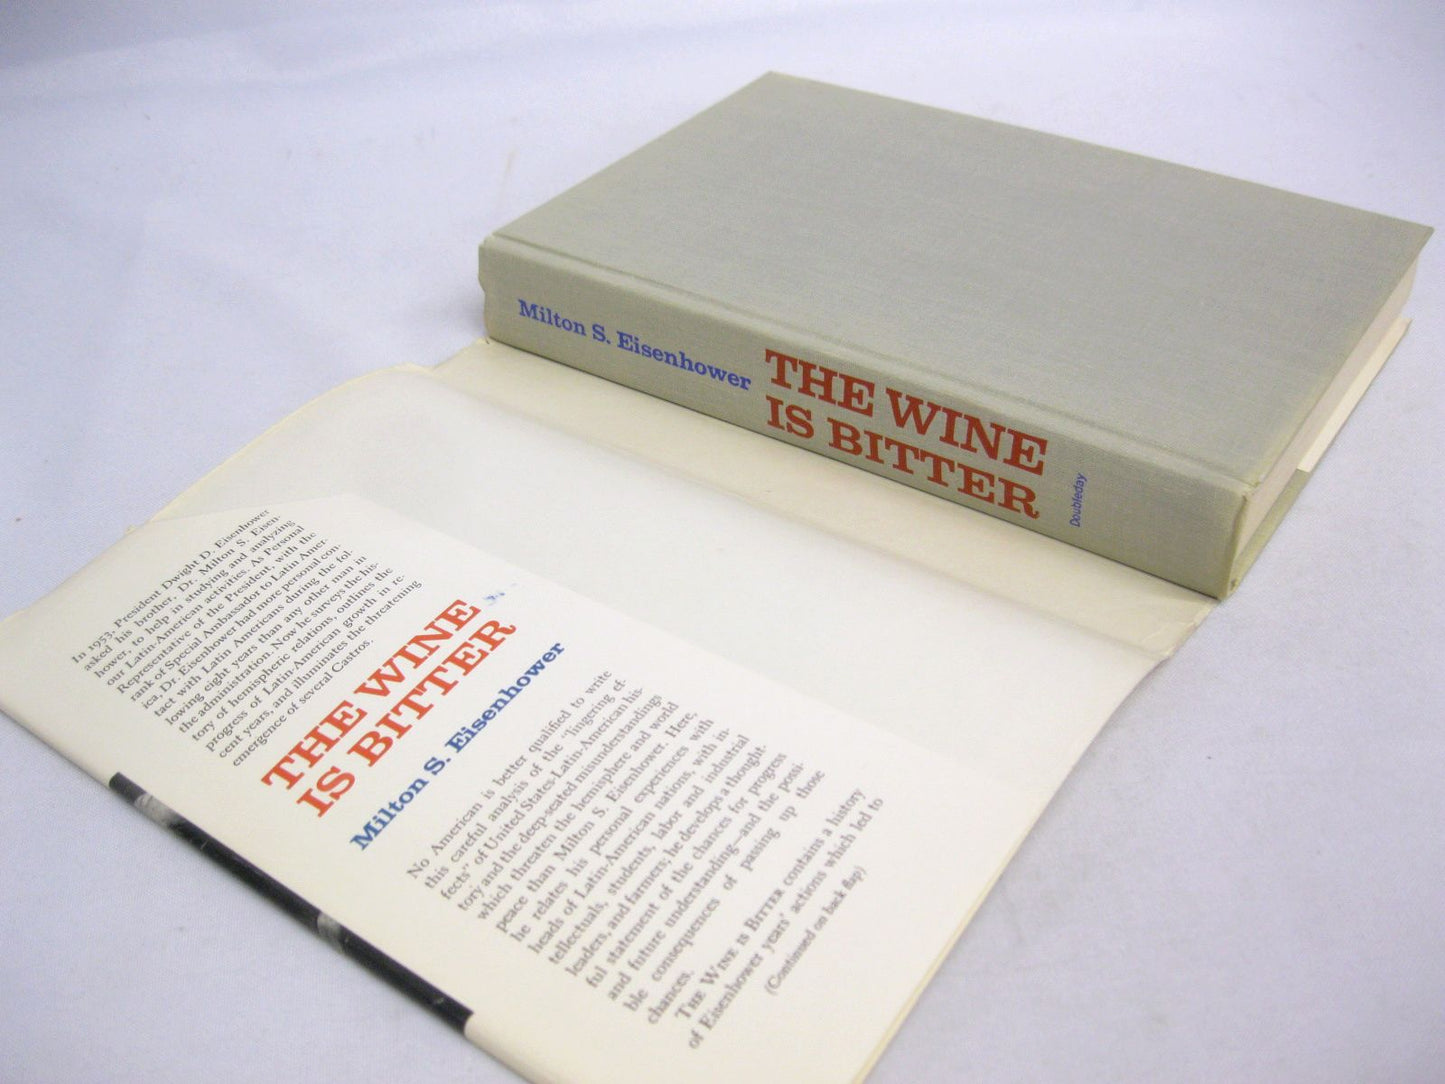 Milton S. Eisenhower
THE WINE
IS BITTER
Doubleday
In 1953, President Dwight D. Eisenhower
asked his brother, Dr. Milton S. Eisen-
hower, to help in studying and analyzing
our Latin-American activities. As Personal
Representative of the President, with the
rank of Special Ambassador to Latin Amer-
ica, Dr. Eisenhower had more personal con-
tact with Latin Americans during the fol-
lowing eight years than any other man in
the administration. Now he surveys the his-
tory of hemispheric relations, outlines the
progress of Latin-American growth in re-
cent years, and illuminates the threatening
emergence of several Castros.
THE WINE
IS BITTER
Milton S. Eisenhower
No American is better qualified to write
this careful analysis of the "lingering ef-
fects" of United States-Latin-American his-
tory and the deep-seated misunderstandings
which threaten the hemisphere and world
peace than Milton S. Eisenhower. Here,
he relates his personal experiences with
heads of Latin-American nations, with in-
tellectuals, students, labor and industrial
leaders, and farmers; he develops a thought-
ful statement of the chances for progress
and future understanding—and the possi-
ble consequences of passing up those
chances.
THE WINE IS BITTER contains a history
of Eisenhower years' actions which led to
(Continued on back flap)